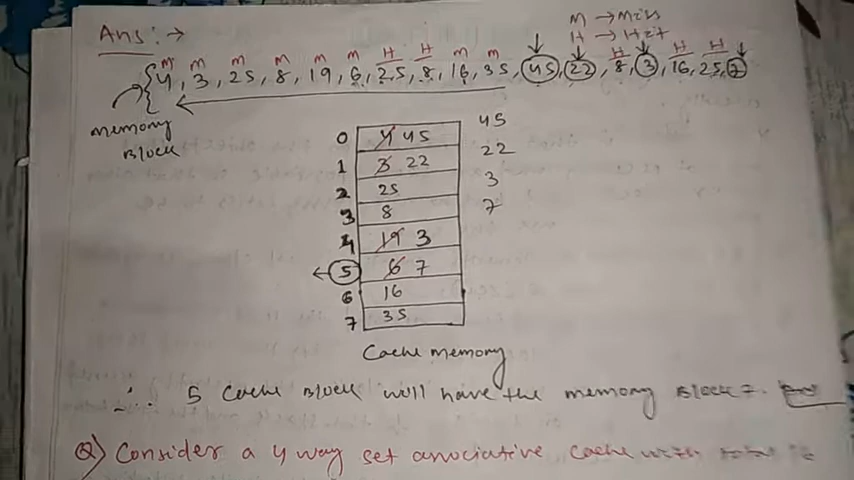 Ans :→
M → Miss
H → Hit
M M M M M M H H M M H H H
{4, 3, 25, 8, 19, 6, 25, 8, 16, 35, 45, 22, 8, 3, 16, 25, 7
memory
Block
0 4 45 45
1 3 22 22
2 25 3
3 8 7
4 19 3
5 6 7
6 16
7 35
Cache memory
∴ 5 Cache Block will have the memory Block 7.
Q) Consider a 4 way set associative cache with total 16